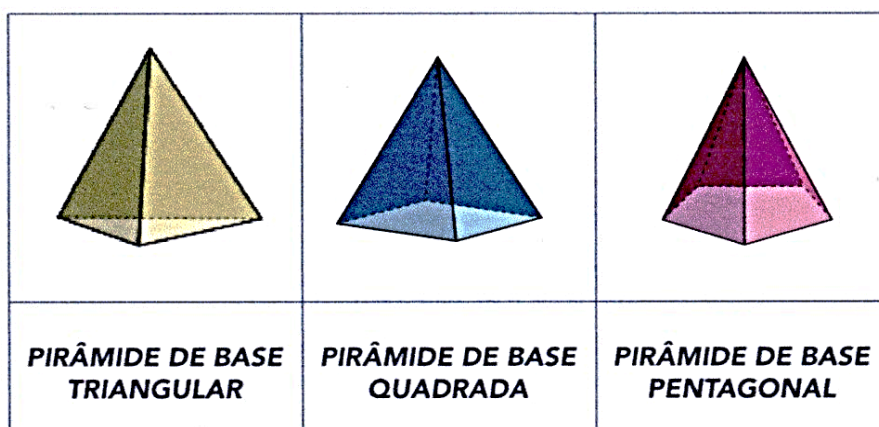 PIRÂMIDE DE BASE
TRIANGULAR
PIRÂMIDE DE BASE
QUADRADA
PIRÂMIDE DE BASE
PENTAGONAL